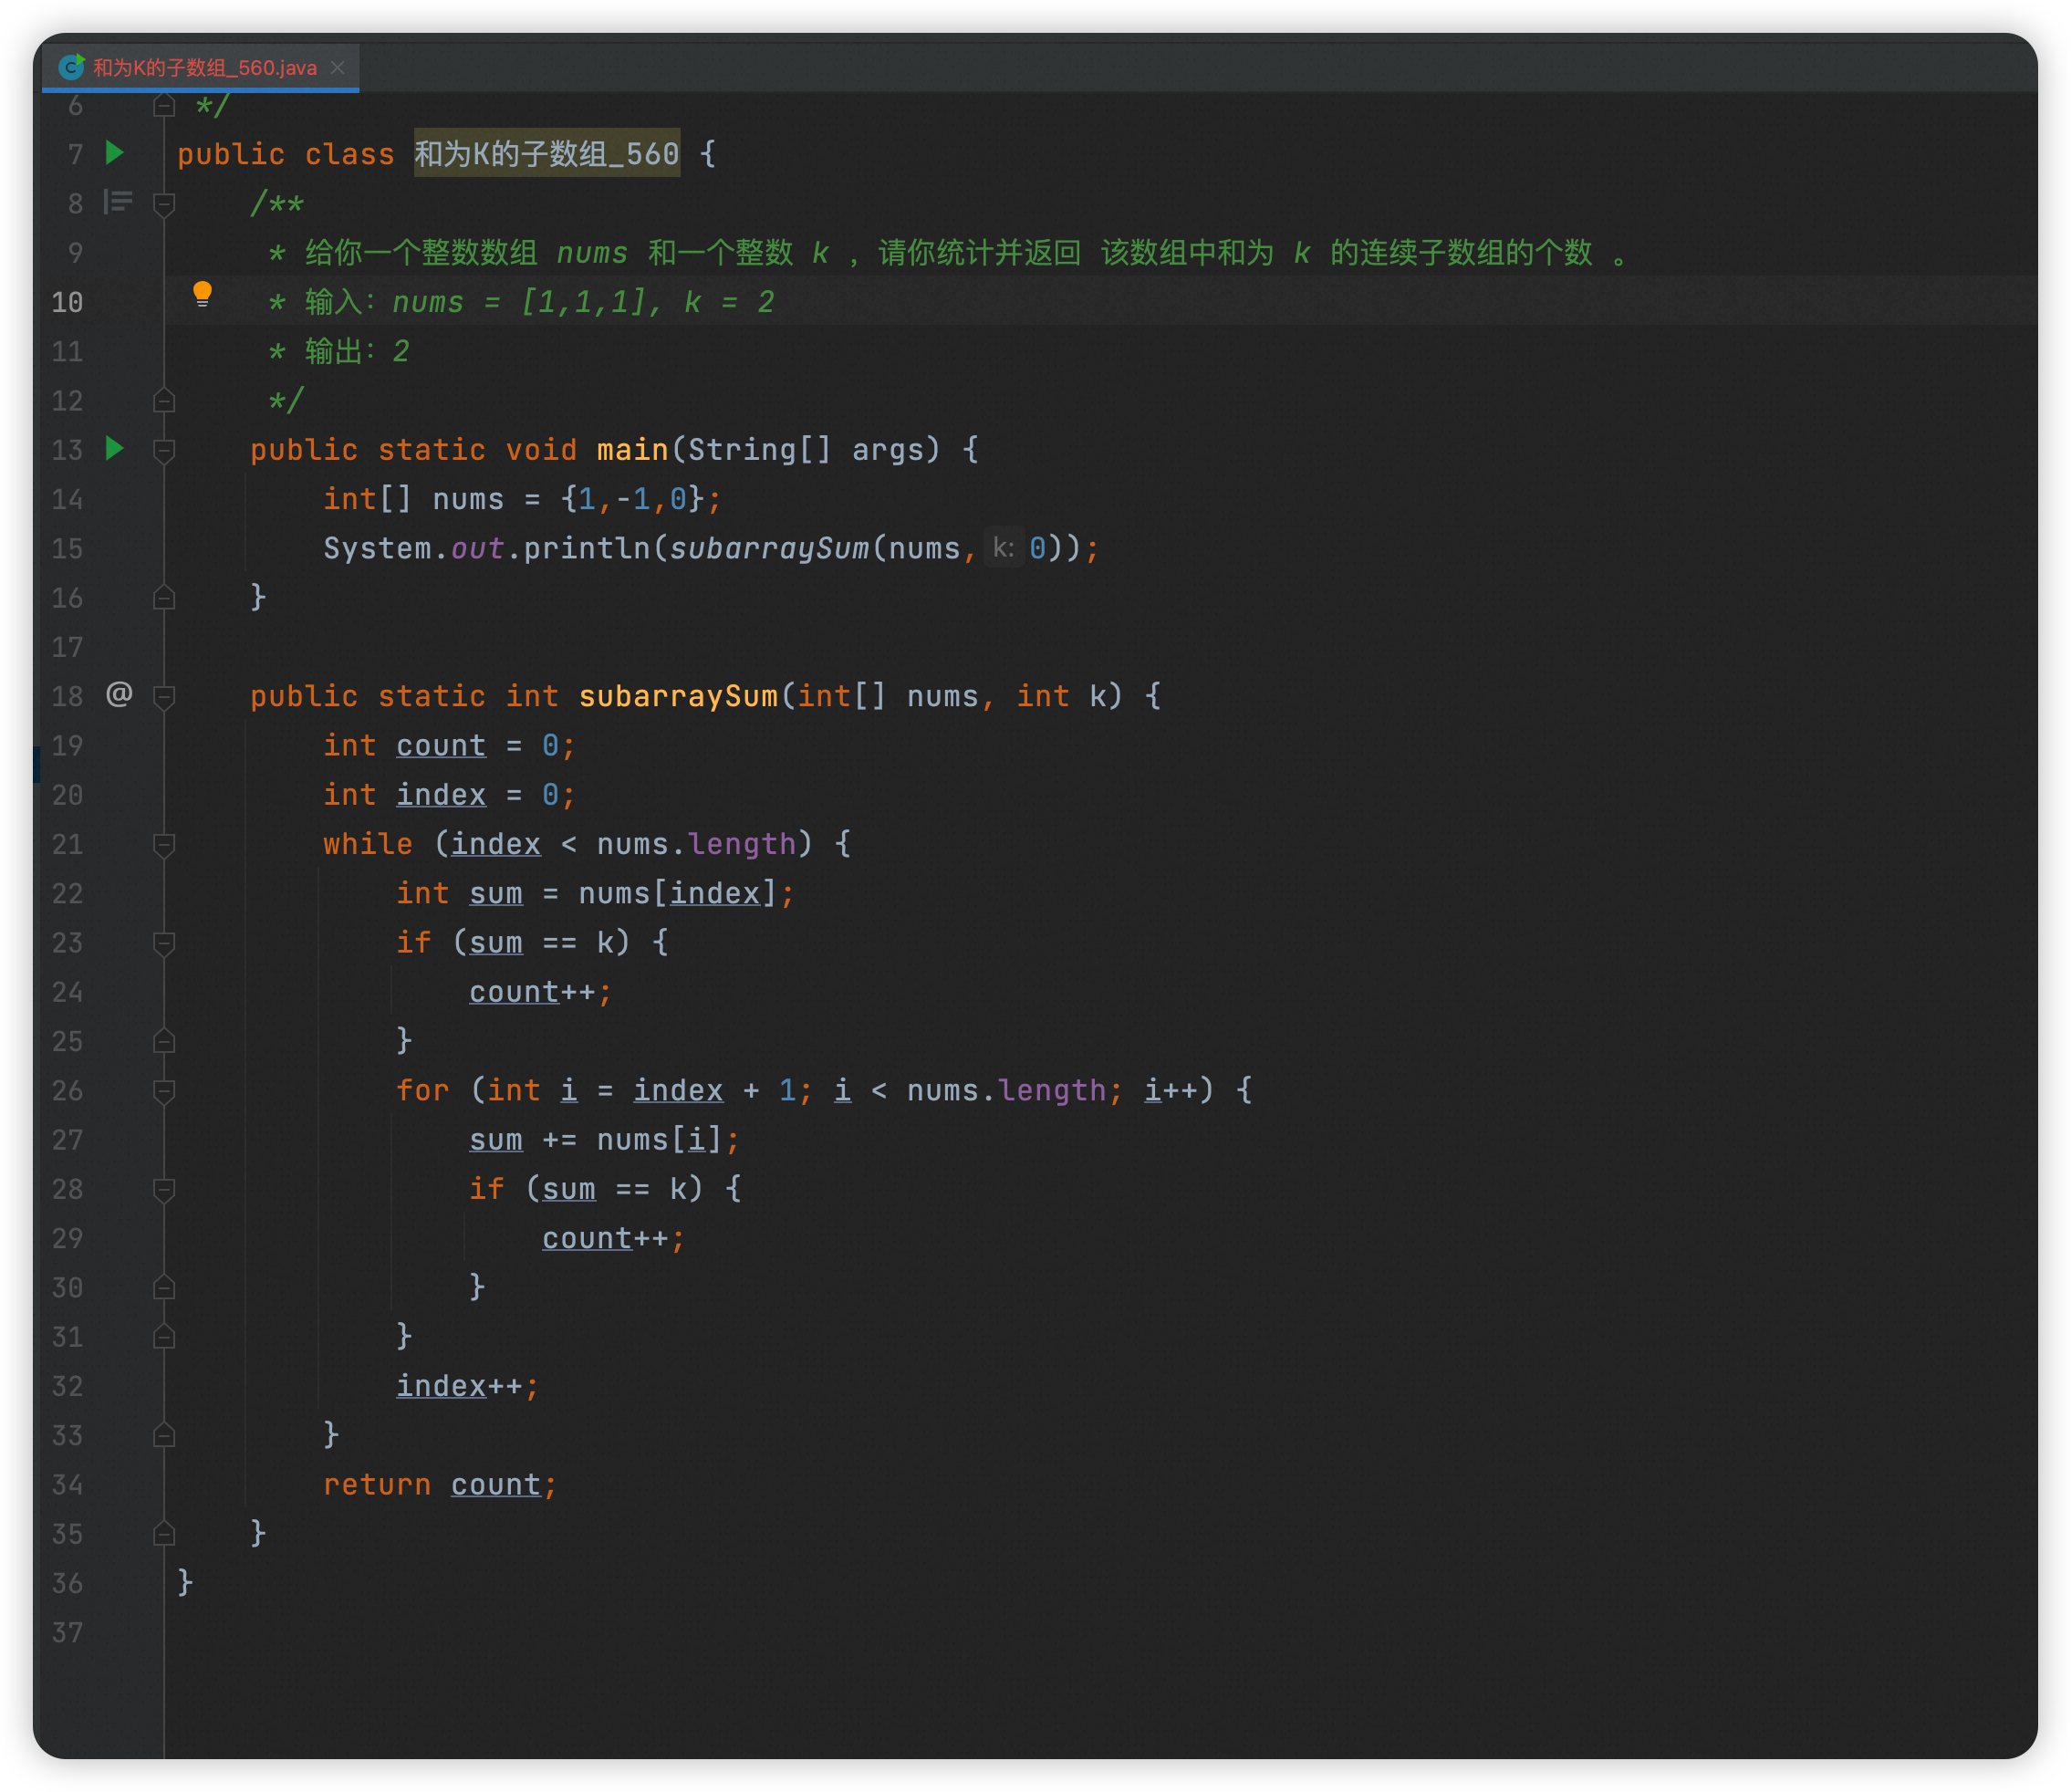 和为K的子数组_560.java
6 */
7 public class 和为K的子数组_560 {
8 /**
9 * 给你一个整数数组 nums 和一个整数 k ，请你统计并返回 该数组中和为 k 的连续子数组的个数 。
10 * 输入：nums = [1,1,1], k = 2
11 * 输出：2
12 */
13 public static void main(String[] args) {
14 int[] nums = {1,-1,0};
15 System.out.println(subarraySum(nums, k: 0));
16 }
17
18 @ public static int subarraySum(int[] nums, int k) {
19 int count = 0;
20 int index = 0;
21 while (index < nums.length) {
22 int sum = nums[index];
23 if (sum == k) {
24 count++;
25 }
26 for (int i = index + 1; i < nums.length; i++) {
27 sum += nums[i];
28 if (sum == k) {
29 count++;
30 }
31 }
32 index++;
33 }
34 return count;
35 }
36 }
37